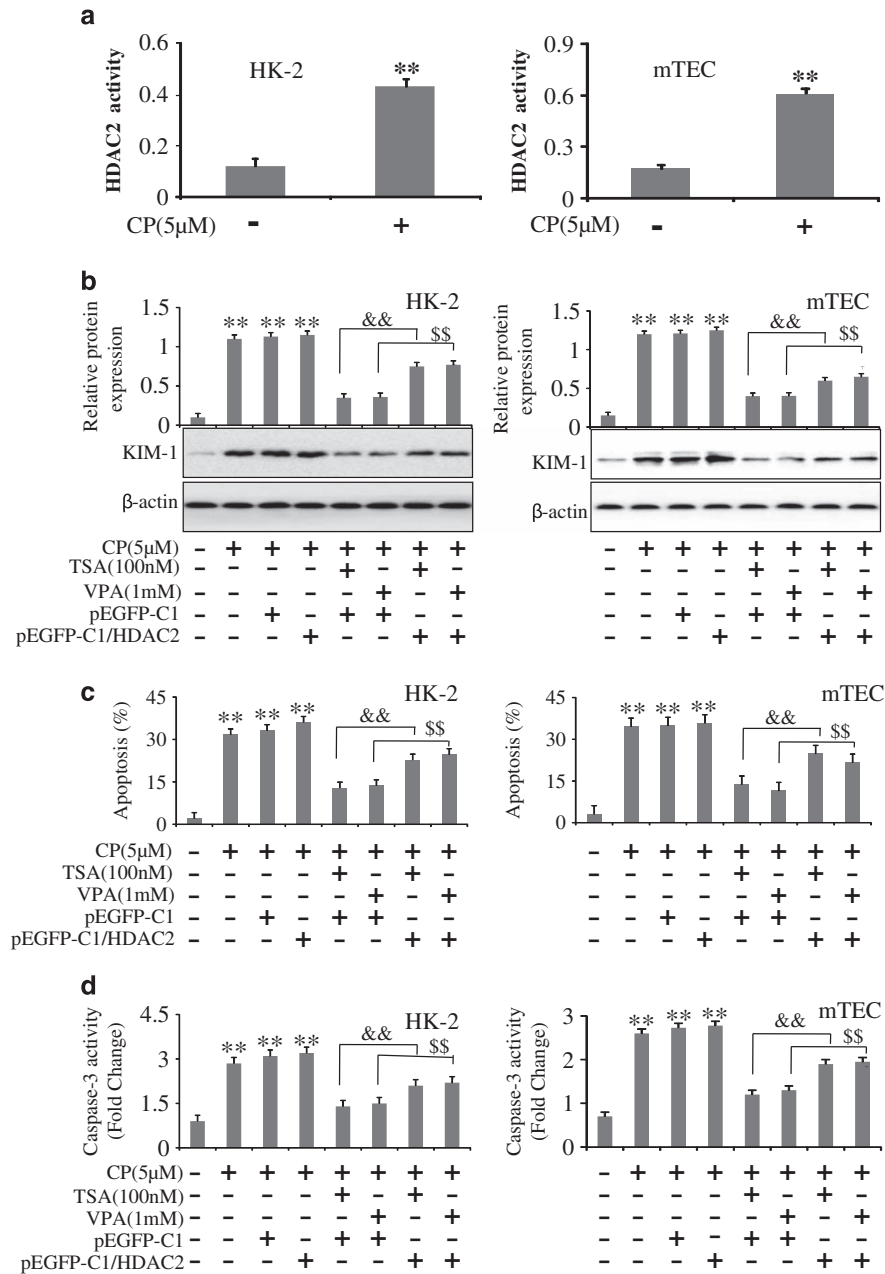 a
0.6 0.9
HK-2 mTEC
** **
0.4 0.6
HDAC2 activity HDAC2 activity
0.2 0.3
0 0
CP(5μM) - + CP(5μM) - +
b
HK-2 mTEC
1.5 1.5
** ** ** && $$ ** ** ** && $$
1 1
Relative protein expression
0.5 0.5
0 0
KIM-1 KIM-1
β-actin β-actin
CP(5μM) – + + + + + + + – + + + + + + +
TSA(100nM) – – – – + – + – – – – – + – + –
VPA(1mM) – – – – – + – + – – – – – + – +
pEGFP-C1 – – + – + + – – – – + – + + – –
pEGFP-C1/HDAC2 – – – + – – + + – – – + – – + +
c
HK-2 mTEC
45 45
** ** ** && $$ ** ** ** && $$
30 30
Apoptosis (%) Apoptosis (%)
15 15
0 0
CP(5μM) – + + + + + + + – + + + + + + +
TSA(100nM) – – – – + – + – – – – – + – + –
VPA(1mM) – – – – – + – + – – – – – + – +
pEGFP-C1 – – + – + + – – – – + – + + – –
pEGFP-C1/HDAC2 – – – + – – + + – – – + – – + +
d
HK-2 mTEC
4.5 3
** ** ** && $$ ** ** ** && $$
3 2
Caspase-3 activity (Fold Change) Caspase-3 activity (Fold Change)
1.5 1
0 0
CP(5μM) – + + + + + + + – + + + + + + +
TSA(100nM) – – – – + – + – – – – – + – + –
VPA(1mM) – – – – – + – + – – – – – + – +
pEGFP-C1 – – + – + + – – – – + – + + – –
pEGFP-C1/HDAC2 – – – + – – + + – – – + – – + +